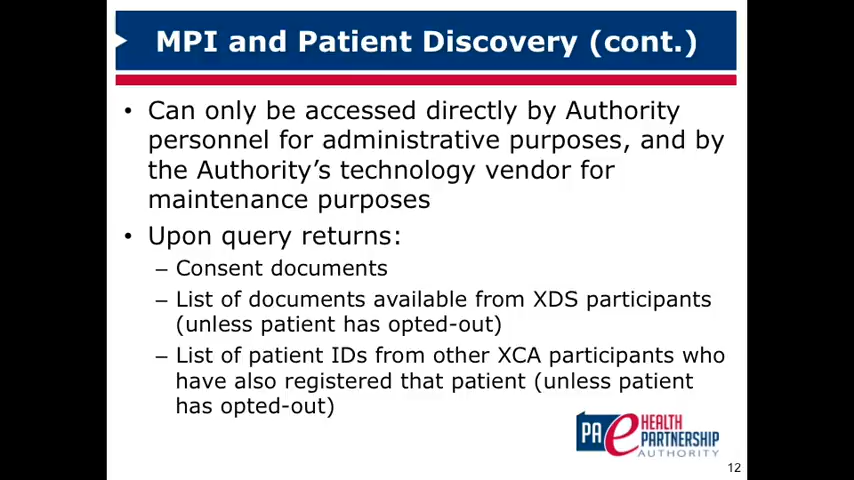 MPI and Patient Discovery (cont.)
• Can only be accessed directly by Authority
personnel for administrative purposes, and by
the Authority's technology vendor for
maintenance purposes
• Upon query returns:
– Consent documents
– List of documents available from XDS participants
(unless patient has opted-out)
– List of patient IDs from other XCA participants who
have also registered that patient (unless patient
has opted-out)
PA e HEALTH
PARTNERSHIP
AUTHORITY
12